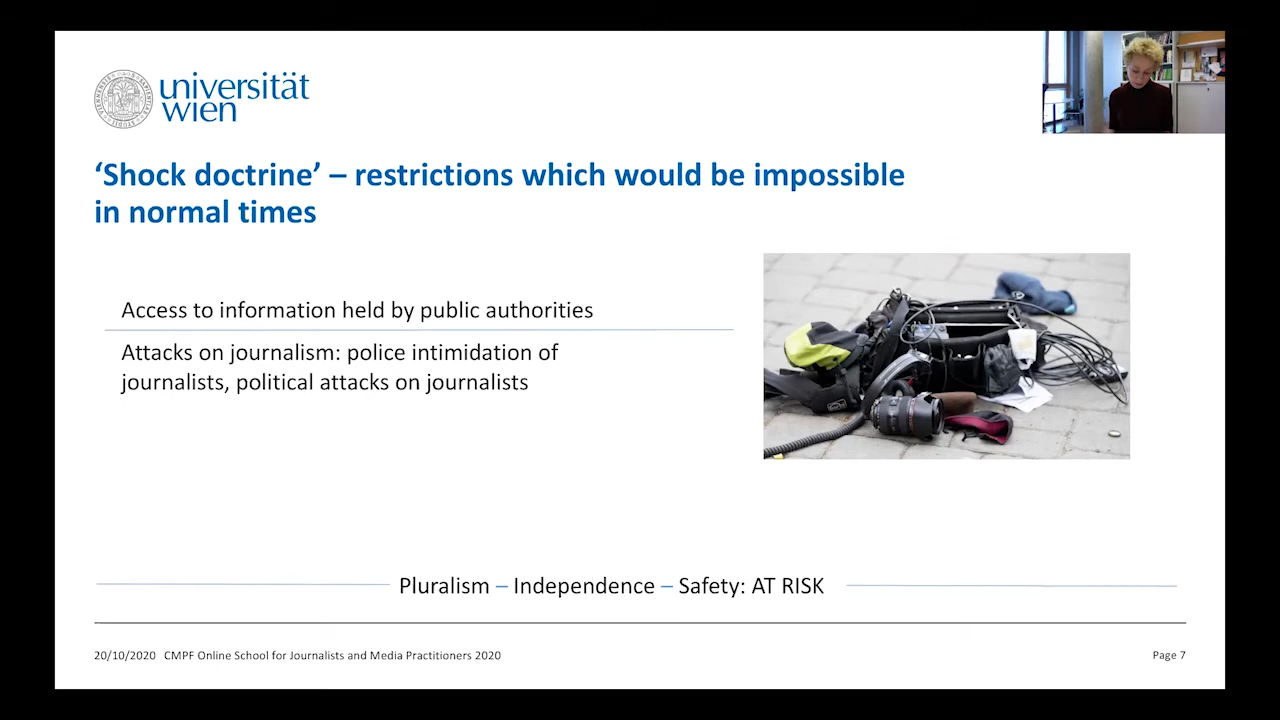 universität
wien
‘Shock doctrine’ – restrictions which would be impossible
in normal times
Access to information held by public authorities
Attacks on journalism: police intimidation of
journalists, political attacks on journalists
Pluralism – Independence – Safety: AT RISK
20/10/2020 CMPF Online School for Journalists and Media Practitioners 2020
Page 7